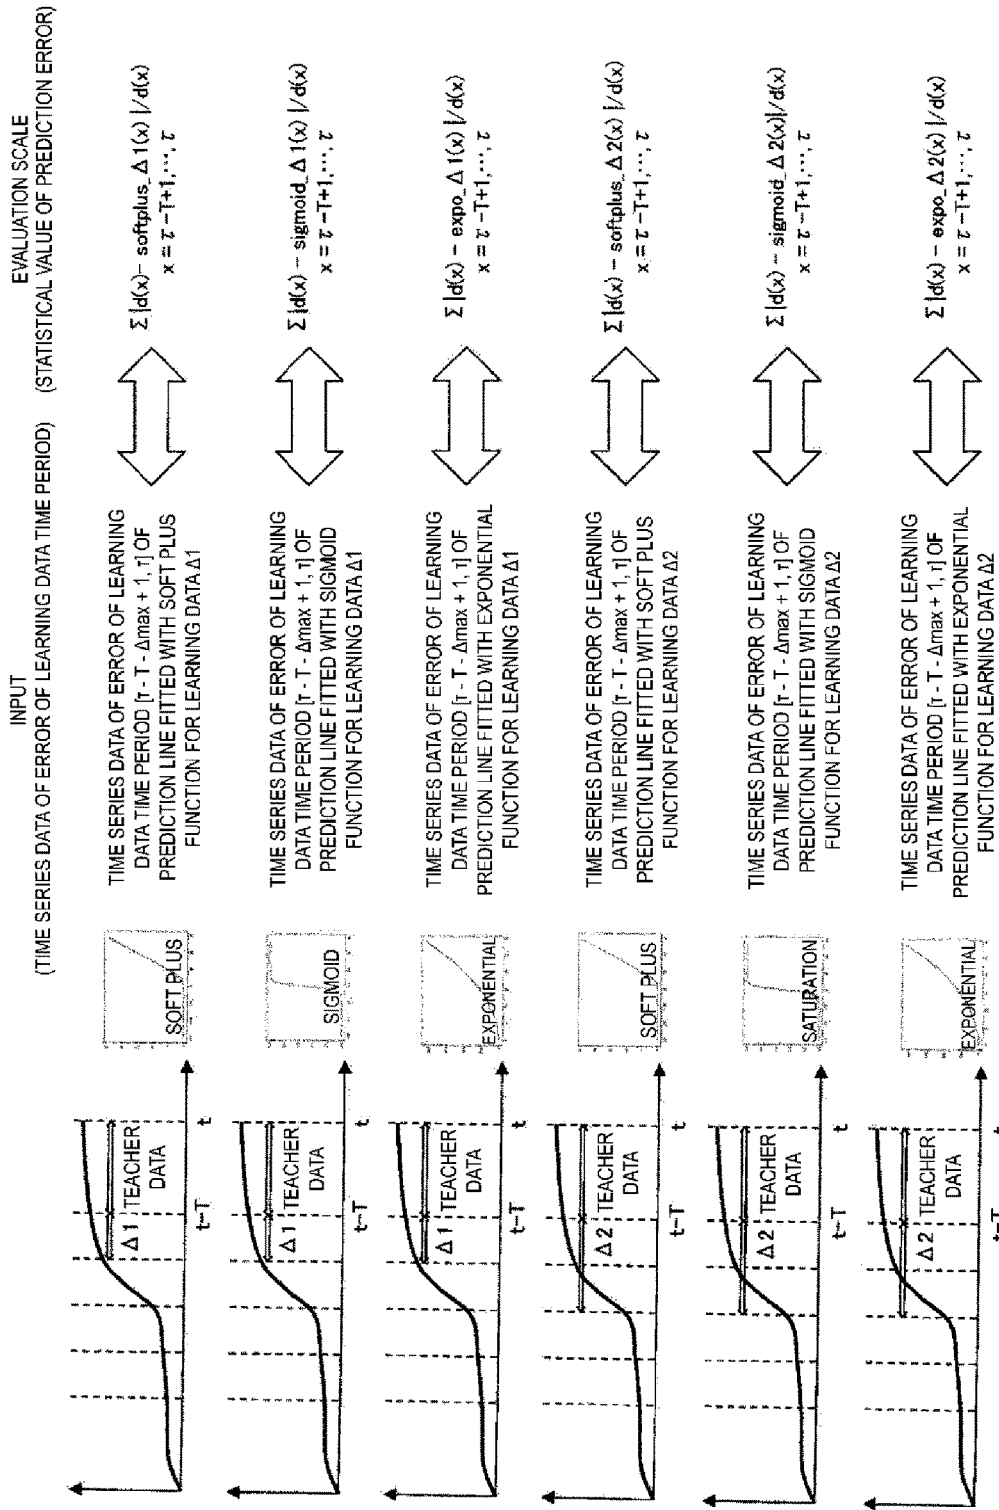 INPUT
(TIME SERIES DATA OF ERROR OF LEARNING DATA TIME PERIOD)
EVALUATION SCALE
(STATISTICAL VALUE OF PREDICTION ERROR)
Δ1 TEACHER
DATA
t-T
t
SOFT PLUS
TIME SERIES DATA OF ERROR OF LEARNING
DATA TIME PERIOD [τ - T - Δmax + 1, τ] OF
PREDICTION LINE FITTED WITH SOFT PLUS
FUNCTION FOR LEARNING DATA Δ1
Σ |d(x)- softplus_Δ1(x) |/d(x)
x = τ -T+1,⋯, τ
Δ1 TEACHER
DATA
t-T
t
SIGMOID
TIME SERIES DATA OF ERROR OF LEARNING
DATA TIME PERIOD [τ - T - Δmax + 1, τ] OF
PREDICTION LINE FITTED WITH SIGMOID
FUNCTION FOR LEARNING DATA Δ1
Σ |d(x) - sigmoid_Δ1(x) |/d(x)
x = τ -T+1,⋯, τ
Δ1 TEACHER
DATA
t-T
t
EXPONENTIAL
TIME SERIES DATA OF ERROR OF LEARNING
DATA TIME PERIOD [τ - T - Δmax + 1, τ] OF
PREDICTION LINE FITTED WITH EXPONENTIAL
FUNCTION FOR LEARNING DATA Δ1
Σ |d(x) - expo_Δ1(x) |/d(x)
x = τ -T+1,⋯, τ
Δ2 TEACHER
DATA
t-T
t
SOFT PLUS
TIME SERIES DATA OF ERROR OF LEARNING
DATA TIME PERIOD [τ - T - Δmax + 1, τ] OF
PREDICTION LINE FITTED WITH SOFT PLUS
FUNCTION FOR LEARNING DATA Δ2
Σ |d(x) - softplus_Δ2(x) |/d(x)
x = τ -T+1,⋯, τ
Δ2 TEACHER
DATA
t-T
t
SATURATION
TIME SERIES DATA OF ERROR OF LEARNING
DATA TIME PERIOD [τ - T - Δmax + 1, τ] OF
PREDICTION LINE FITTED WITH SIGMOID
FUNCTION FOR LEARNING DATA Δ2
Σ |d(x) - sigmoid_Δ2(x)|/d(x)
x = τ -T+1,⋯, τ
Δ2 TEACHER
DATA
t-T
t
EXPONENTIAL
TIME SERIES DATA OF ERROR OF LEARNING
DATA TIME PERIOD [τ - T - Δmax + 1, τ] OF
PREDICTION LINE FITTED WITH EXPONENTIAL
FUNCTION FOR LEARNING DATA Δ2
Σ |d(x) - expo_Δ2(x) |/d(x)
x = τ -T+1,⋯, τ